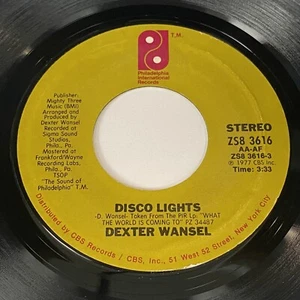 T.M.
Philadelphia
International
Records
Publisher:
Mighty Three
Music (BMI)
Arranged and
Produced by
Dexter Wansel
Recorded at
Sigma Sound
Studios,
Phila., Pa.
Mastered at
Frankford/Wayne
Recording Labs,
Phila., Pa.
TSOP
"The Sound of
Philadelphia" T.M.
STEREO
ZS8 3616
AA-AF
ZS8 3616-3
℗ 1977 CBS Inc.
Time: 3:33
DISCO LIGHTS
-D. Wansel- Taken From The PIR Lp: "WHAT
THE WORLD IS COMING TO" PZ 34487
DEXTER WANSEL
Distributed by CBS Records / CBS, Inc., 51 West 52 Street, New York City